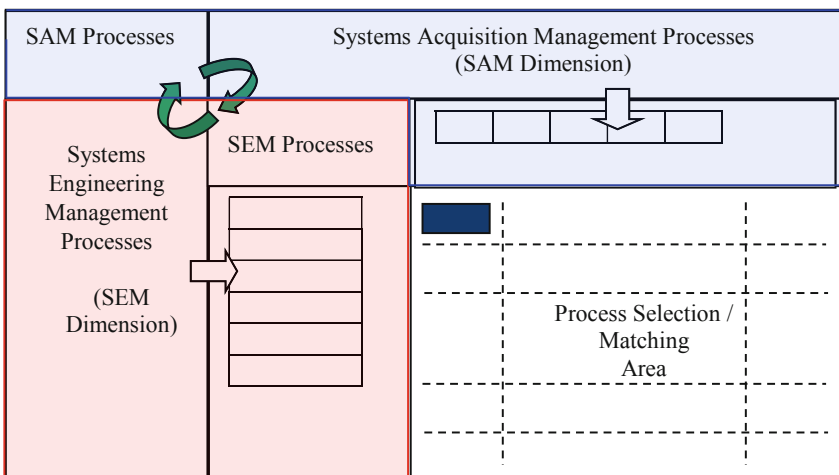 SAM Processes
Systems Acquisition Management Processes
(SAM Dimension)
Systems
Engineering
Management
Processes
(SEM
Dimension)
SEM Processes
Process Selection /
Matching
Area